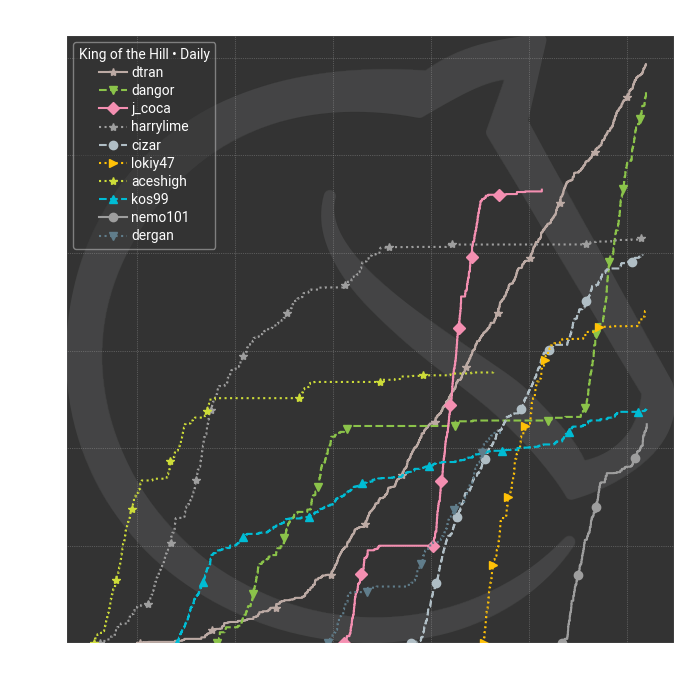 King of the Hill • Daily
dtran
dangor
j_coca
harrylime
cizar
lokiy47
aceshigh
kos99
nemo101
dergan